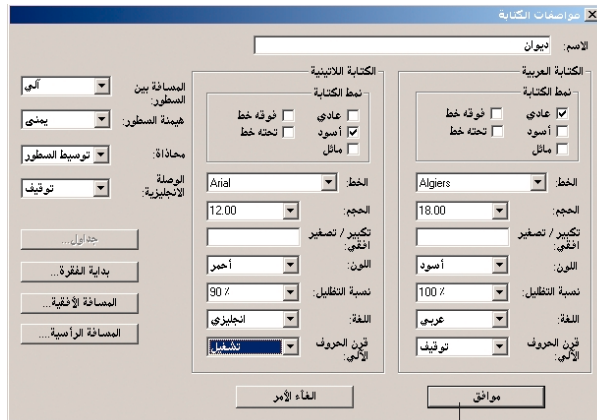 مواصفات الكتابة
الاسم: ديوان
الكتابة العربية
نمط الكتابة
عادي
فوقه خط
أسود
تحته خط
مائل
الخط: Algiers
الحجم: 18.00
تكبير / تصغير افقي:
اللون: أسود
نسبة التظليل: 100 %
اللغة: عربي
قرن الحروف الآلي: توقيف
الكتابة اللاتينية
نمط الكتابة
عادي
فوقه خط
أسود
تحته خط
مائل
الخط: Arial
الحجم: 12.00
تكبير / تصغير افقي:
اللون: أحمر
نسبة التظليل: 90 %
اللغة: انجليزي
قرن الحروف الآلي: تشغيل
المسافة بين السطور: آلي
هيمنة السطور: يمنى
محاذاة: توسيط السطور
الوصلة الانجليزية: توقيف
جداول...
بداية الفقرة...
المسافة الأفقية...
المسافة الرأسية....
موافق
الغآء الأمر